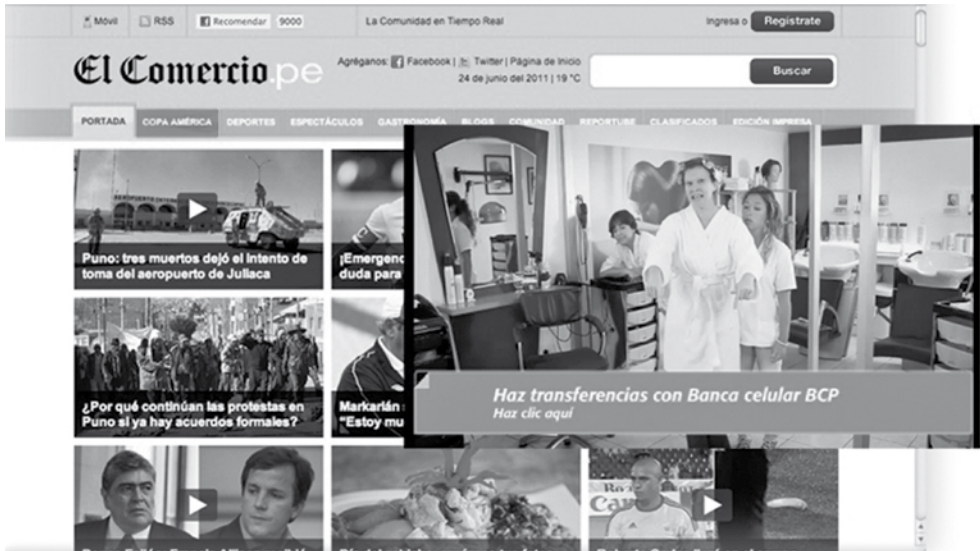 Móvil
RSS
Recomendar
9000
La Comunidad en Tiempo Real
Ingresa o
Regístrate
El Comercio.pe
Agréganos: Facebook | Twitter | Página de Inicio
24 de junio del 2011 | 19 °C
Buscar
PORTADA COPA AMÉRICA DEPORTES ESPECTÁCULOS GASTRONOMÍA BLOGS COMUNIDAD REPORTUBE CLASIFICADOS EDICIÓN IMPRESA
Puno: tres muertos dejó el intento de
toma del aeropuerto de Juliaca
¡Emergenc
duda para
¿Por qué continúan las protestas en
Puno si ya hay acuerdos formales?
Markarián
"Estoy mu
Haz transferencias con Banca celular BCP
Haz clic aquí